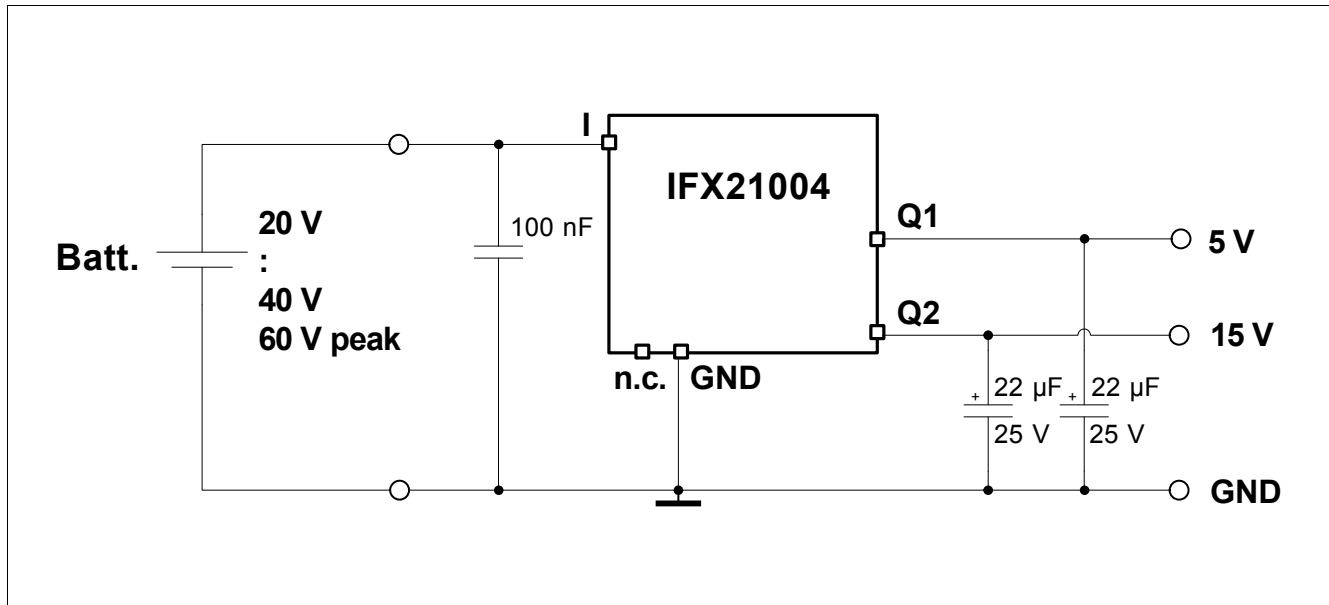 I
IFX21004
100 nF
20 V
:
40 V
60 V peak
Batt.
Q1
5 V
Q2
15 V
n.c. GND
+ 22 µF
25 V
+ 22 µF
25 V
GND